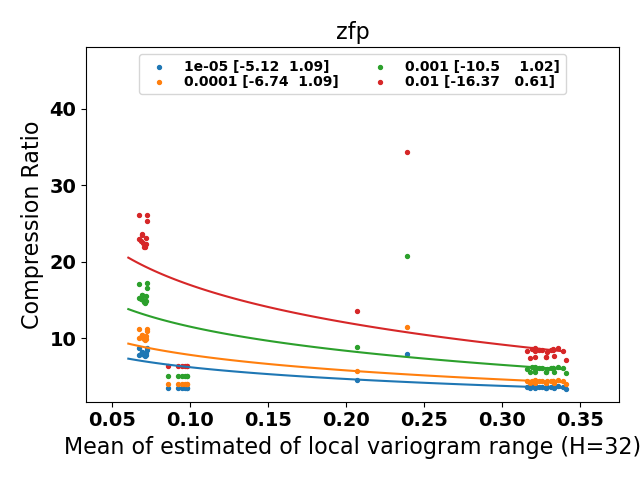 zfp
1e-05 [-5.12  1.09]
0.0001 [-6.74  1.09]
0.001 [-10.5    1.02]
0.01 [-16.37   0.61]
Compression Ratio
40
30
20
10
0.05 0.10 0.15 0.20 0.25 0.30 0.35
Mean of estimated of local variogram range (H=32)